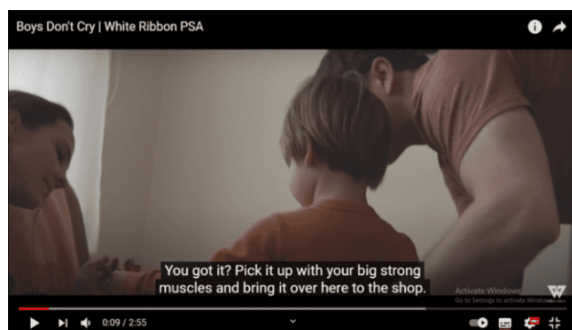 Boys Don't Cry | White Ribbon PSA
You got it? Pick it up with your big strong
muscles and bring it over here to the shop.
Activate Windows
Go to Settings to activate Windows.
W
0:09 / 2:55